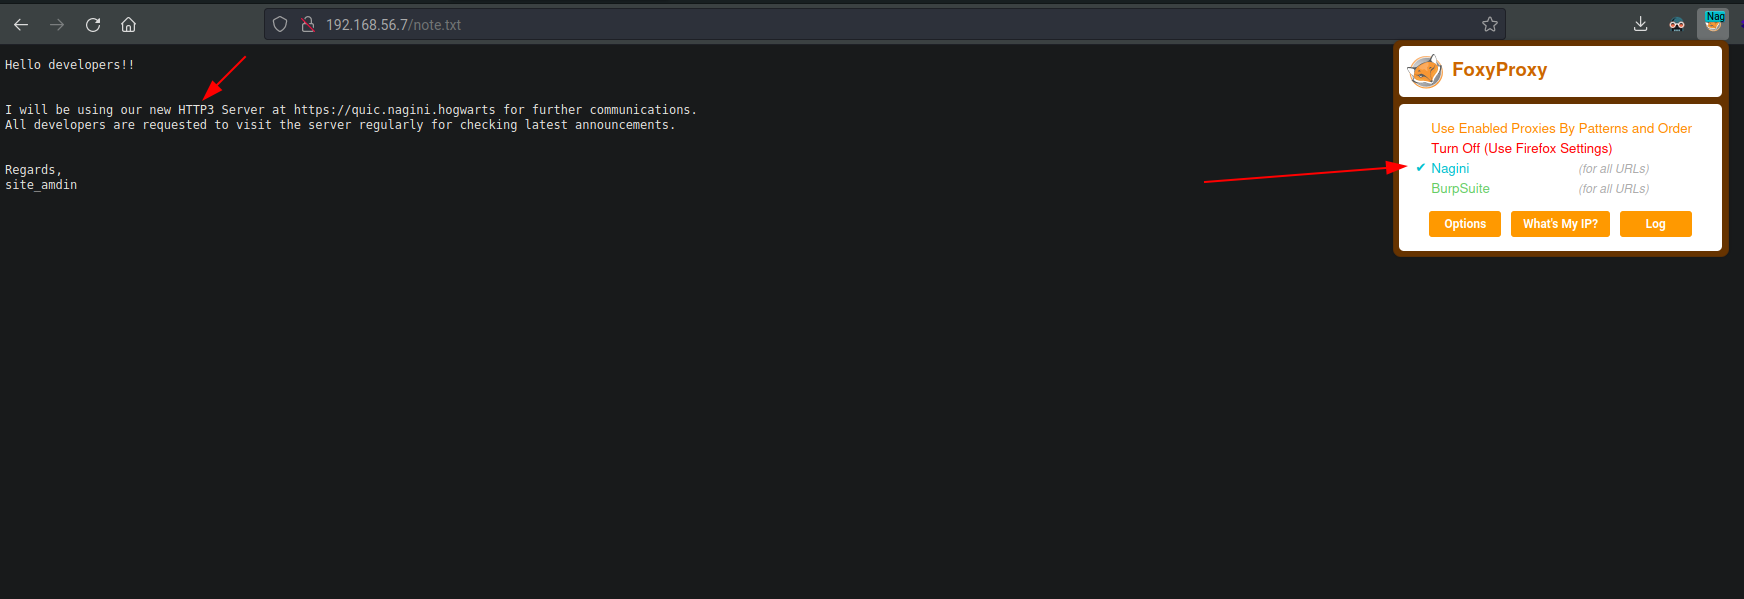 192.168.56.7/note.txt
Nag
Hello developers!!
I will be using our new HTTP3 Server at https://quic.nagini.hogwarts for further communications.
All developers are requested to visit the server regularly for checking latest announcements.
Regards,
site_amdin
FoxyProxy
Use Enabled Proxies By Patterns and Order
Turn Off (Use Firefox Settings)
✔ Nagini (for all URLs)
BurpSuite (for all URLs)
Options What's My IP? Log